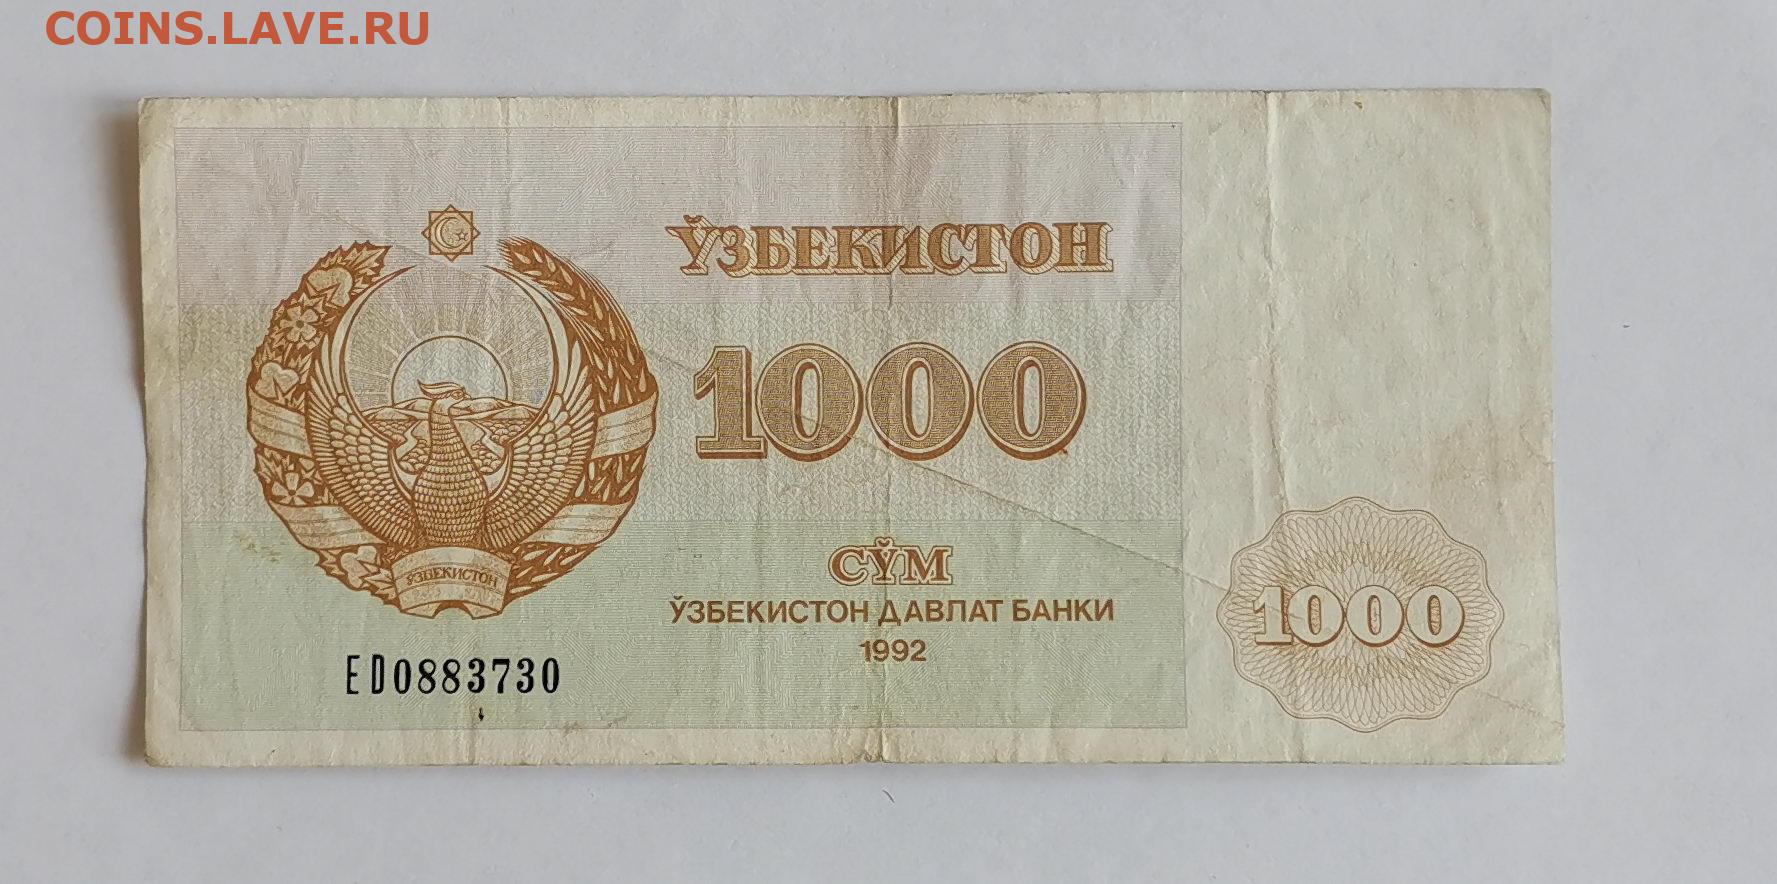 COINS.LAVE.RU
ЎЗБЕКИСТОН
1000
СЎМ
ЎЗБЕКИСТОН ДАВЛАТ БАНКИ
1992
ЎЗБЕКИСТОН
ED0883730
1000